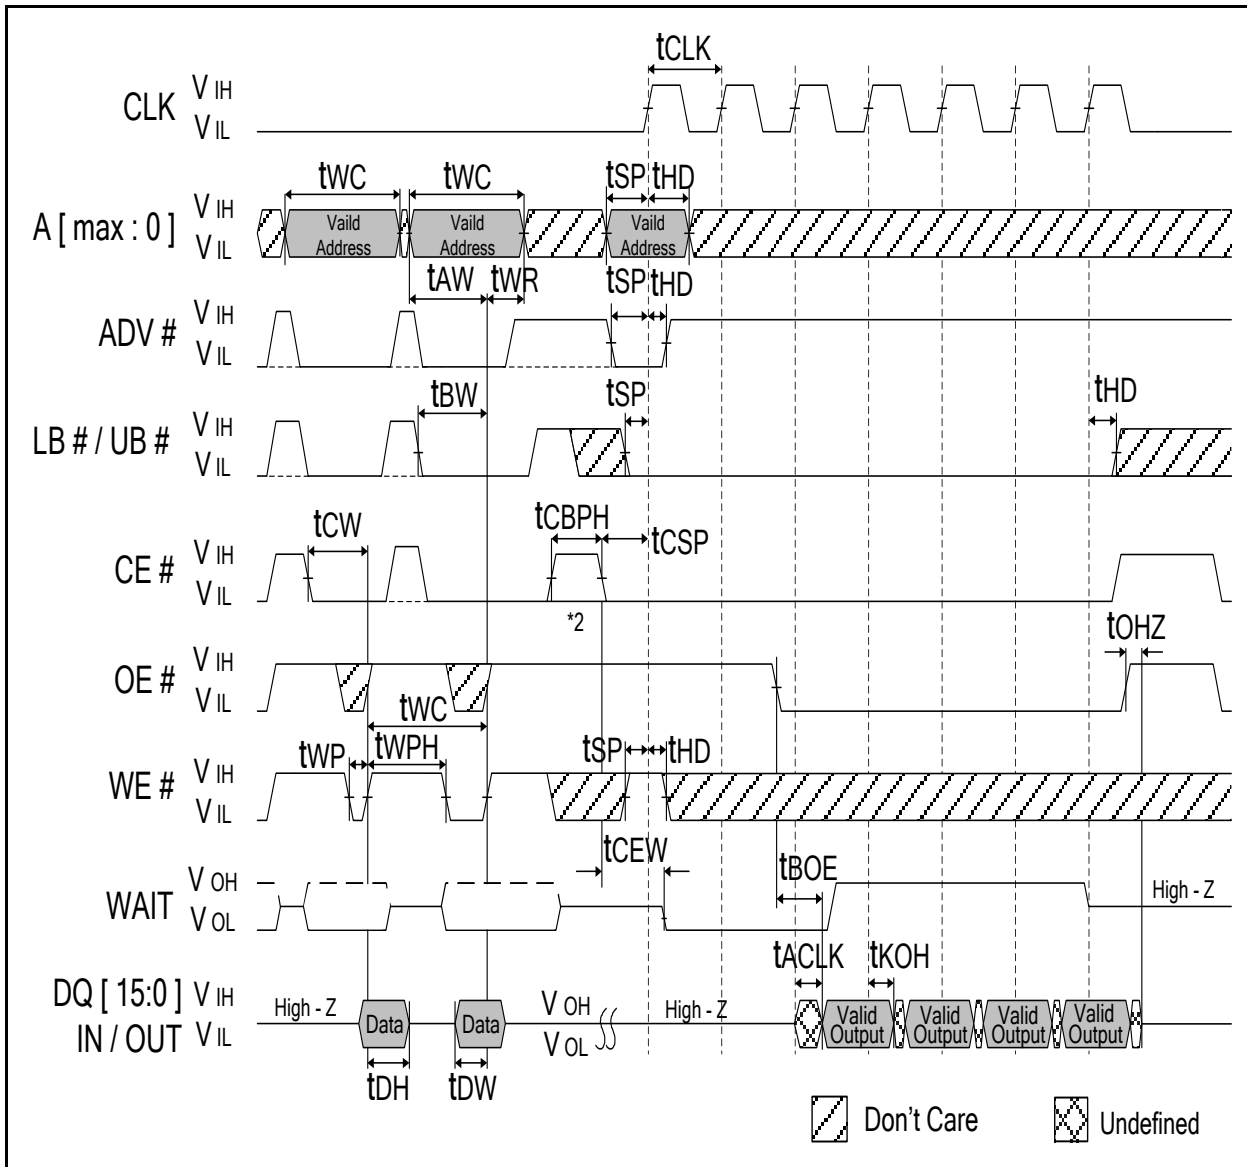 tCLK
CLK
V IH
V IL
tWC tWC tSP tHD
A [ max : 0 ]
V IH
V IL
Vaild Address
Vaild Address
Vaild Address
tAW tWR tSP tHD
ADV #
V IH
V IL
tBW tSP tHD
LB # / UB #
V IH
V IL
tCW tCBPH tCSP
CE #
V IH
V IL
*2
tOHZ
OE #
V IH
V IL
tWC
tWP tWPH tSP tHD
WE #
V IH
V IL
tCEW tBOE
WAIT
V OH
V OL
High - Z
tACLK tKOH
DQ [ 15:0 ]
IN / OUT
V IH
V IL
High - Z
Data
Data
V OH
V OL
High - Z
Valid Output
Valid Output
Valid Output
Valid Output
tDH tDW
Don't Care
Undefined